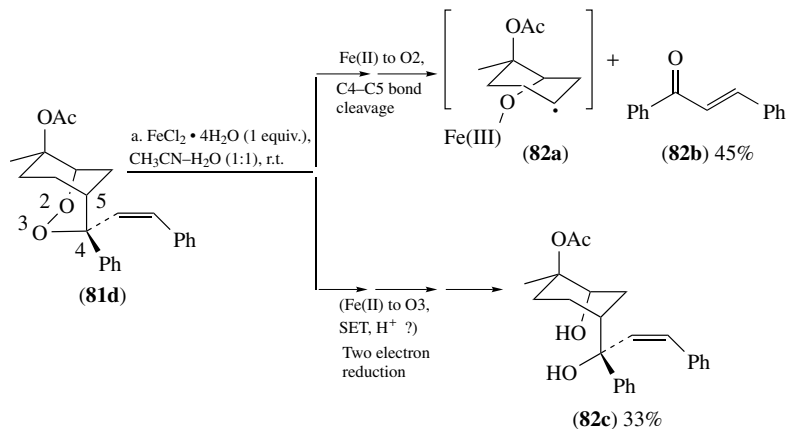 OAc
2
O
3
O
4
5
Ph
Ph
(81d)
a. FeCl2 • 4H2O (1 equiv.),
CH3CN–H2O (1:1), r.t.
Fe(II) to O2,
C4–C5 bond
cleavage
OAc
O
•
Fe(III)
(82a)
+
O
Ph
Ph
(82b) 45%
(Fe(II) to O3,
SET, H+ ?)
Two electron
reduction
OAc
HO
HO
Ph
Ph
(82c) 33%